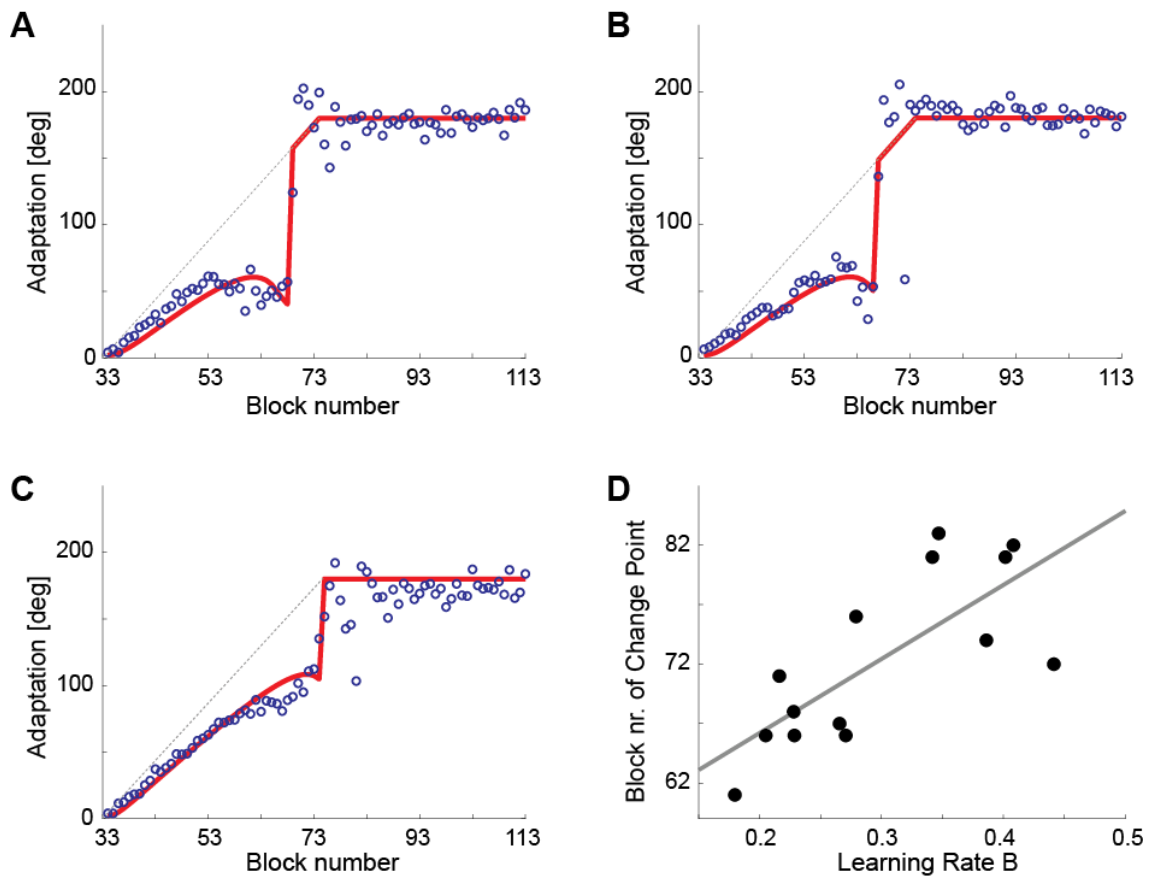 A
Adaptation [deg]
200
100
0
33 53 73 93 113
Block number
B
Adaptation [deg]
200
100
0
33 53 73 93 113
Block number
C
Adaptation [deg]
200
100
0
33 53 73 93 113
Block number
D
Block nr. of Change Point
82
72
62
0.2 0.3 0.4 0.5
Learning Rate B